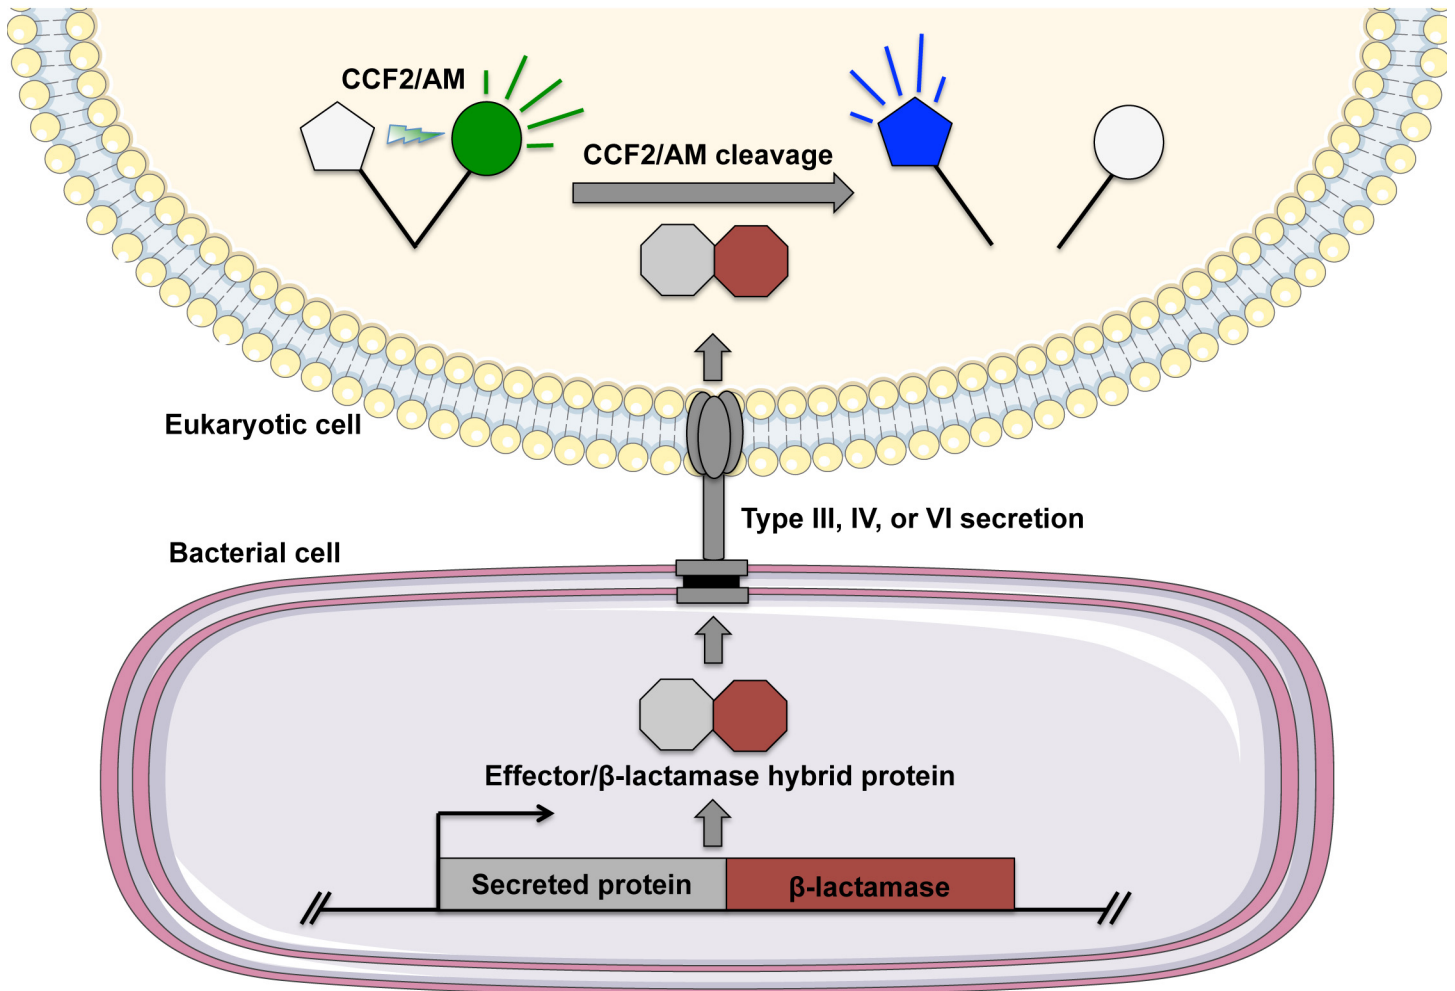 CCF2/AM
CCF2/AM cleavage
Eukaryotic cell
Type III, IV, or VI secretion
Bacterial cell
Effector/β-lactamase hybrid protein
Secreted protein
β-lactamase